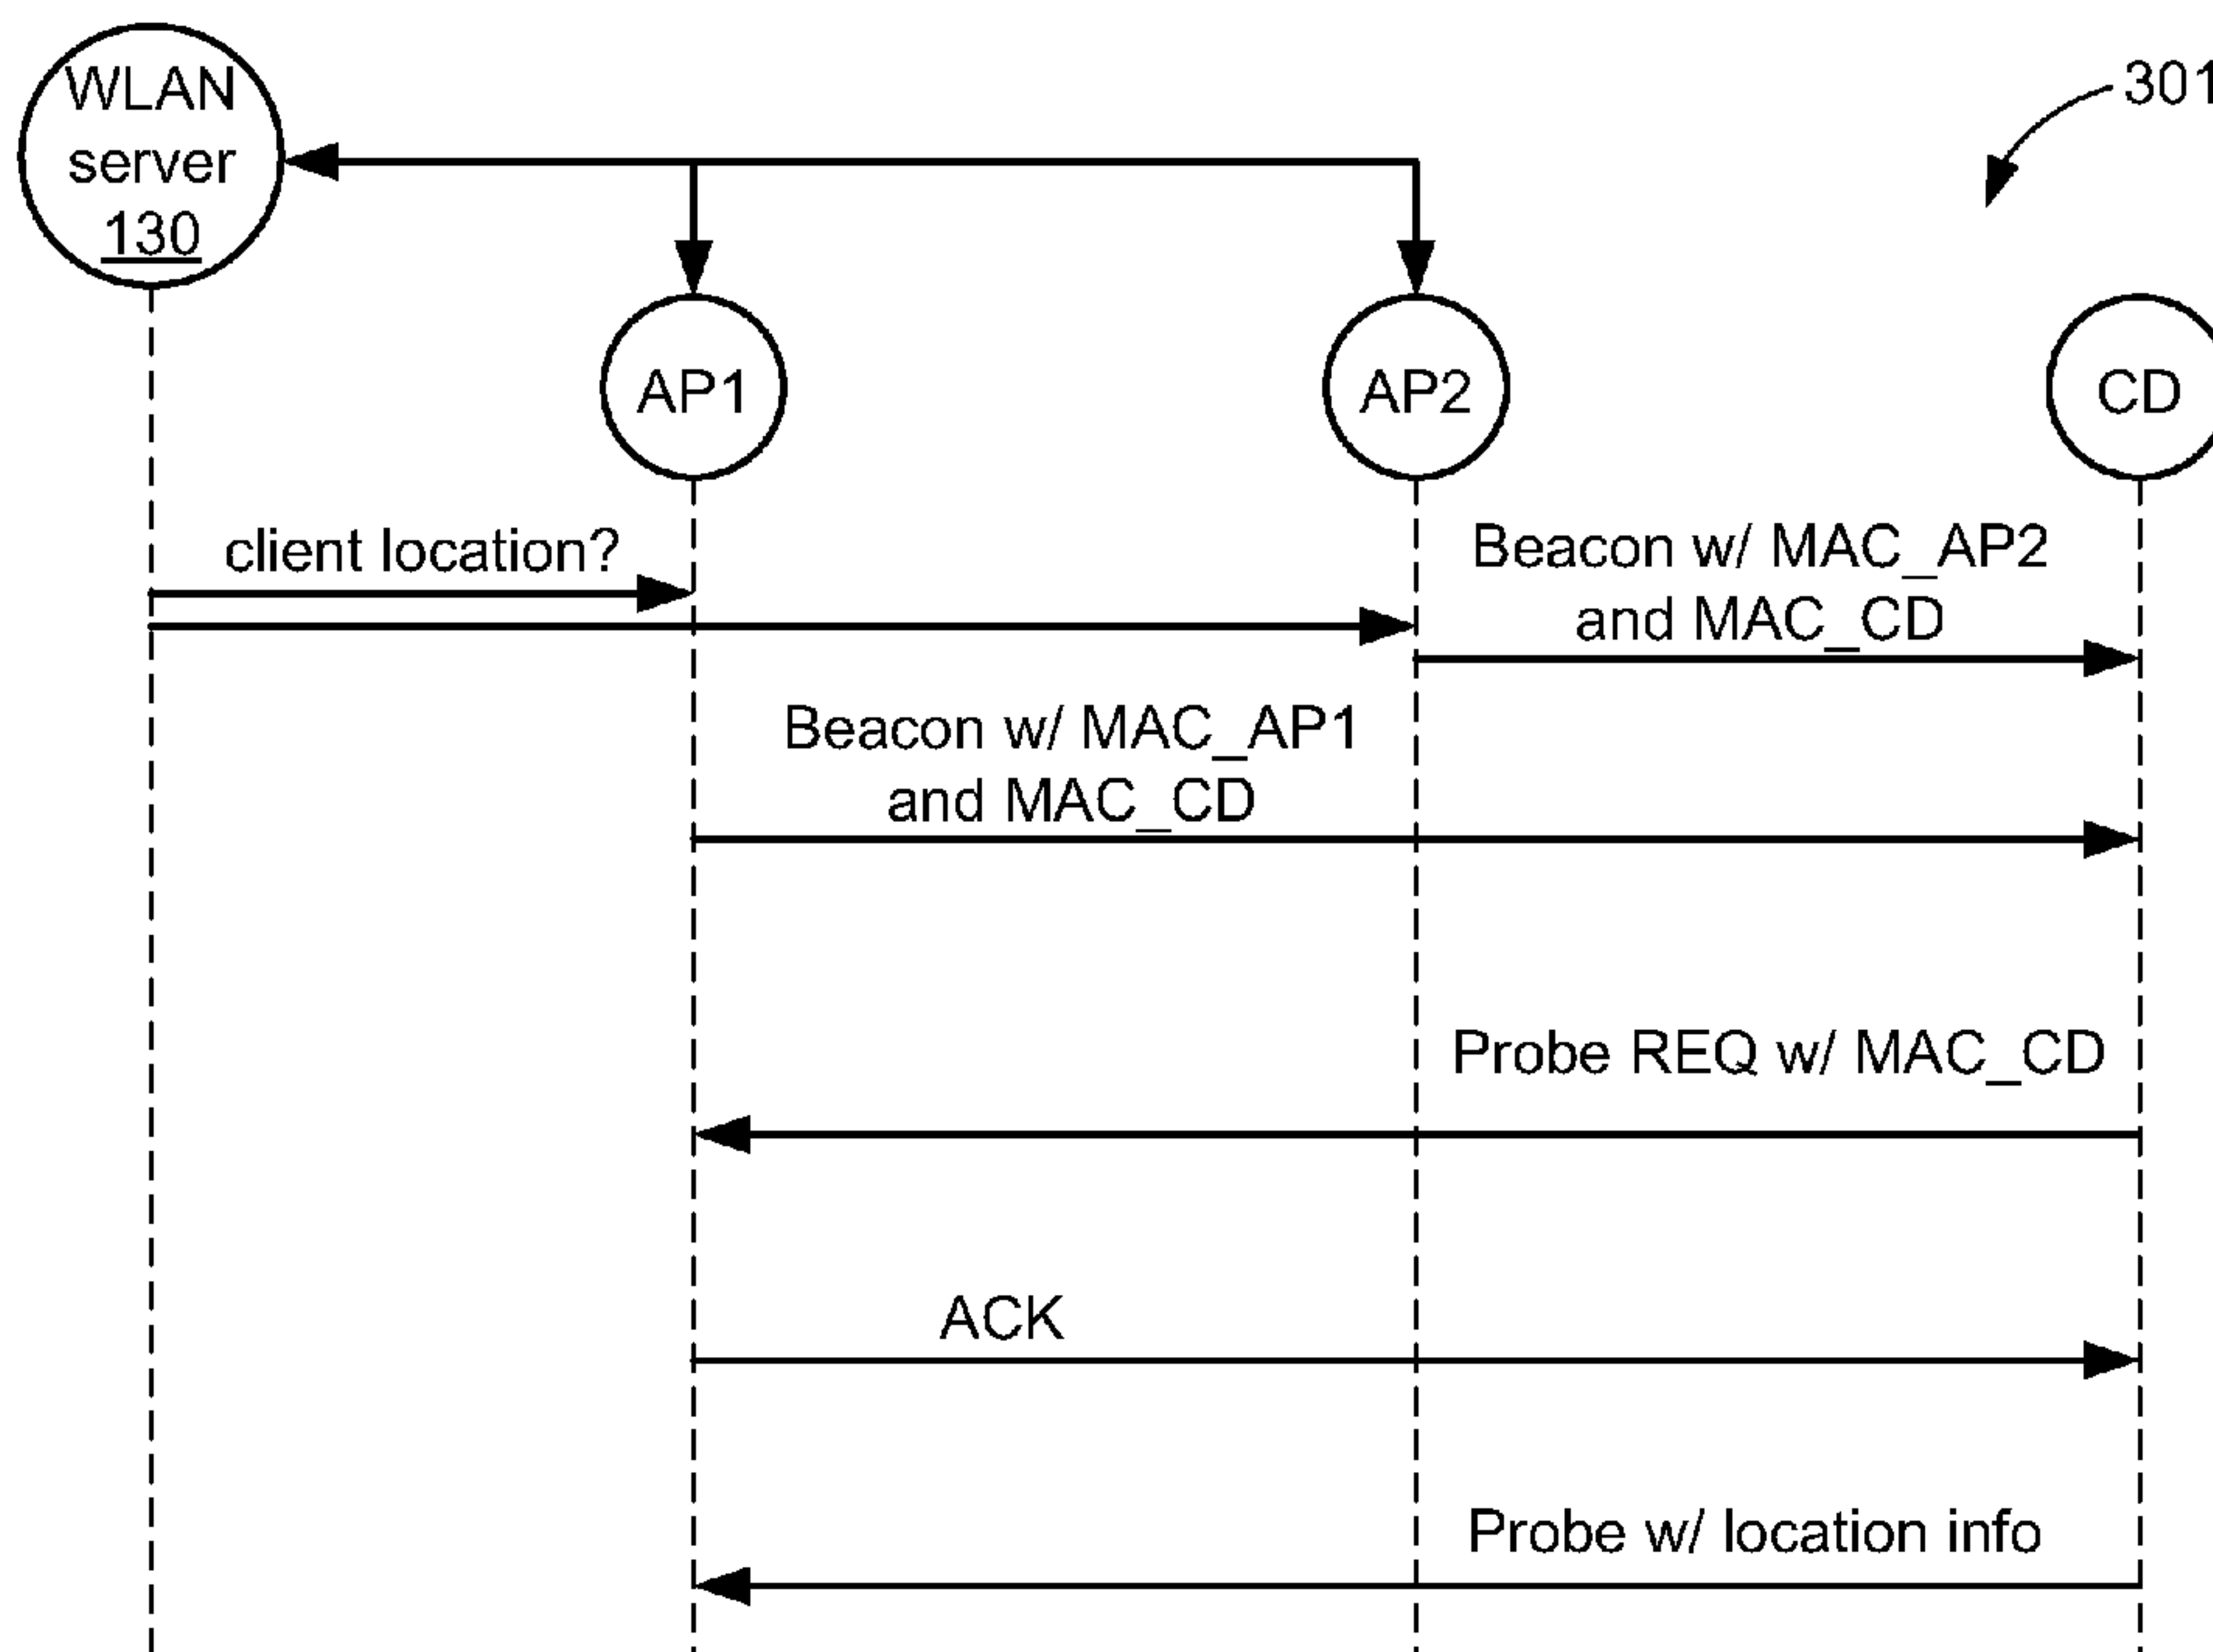 WLAN
server
130
301
AP1
AP2
CD
client location?
Beacon w/ MAC_AP2
and MAC_CD
Beacon w/ MAC_AP1
and MAC_CD
Probe REQ w/ MAC_CD
ACK
Probe w/ location info